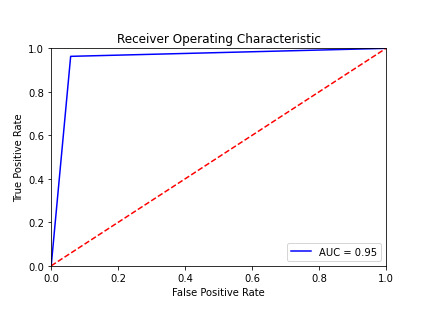 Receiver Operating Characteristic
1.0
0.8
0.6
0.4
0.2
0.0
True Positive Rate
AUC = 0.95
0.0 0.2 0.4 0.6 0.8 1.0
False Positive Rate